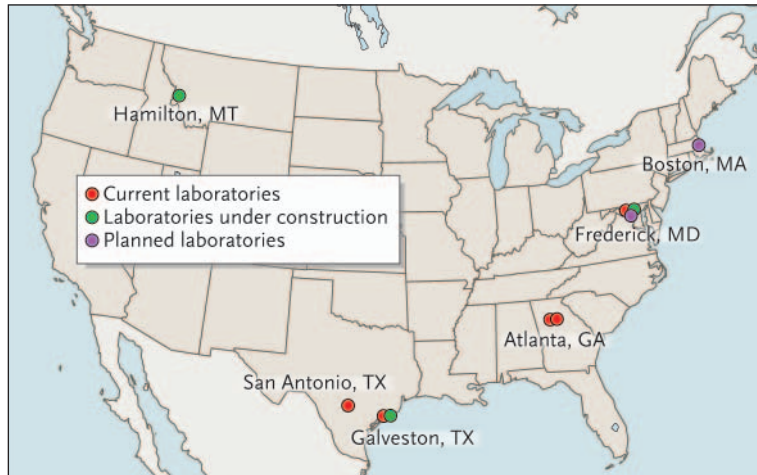 Hamilton, MT
Boston, MA
Current laboratories
Laboratories under construction
Planned laboratories
Frederick, MD
Atlanta, GA
San Antonio, TX
Galveston, TX